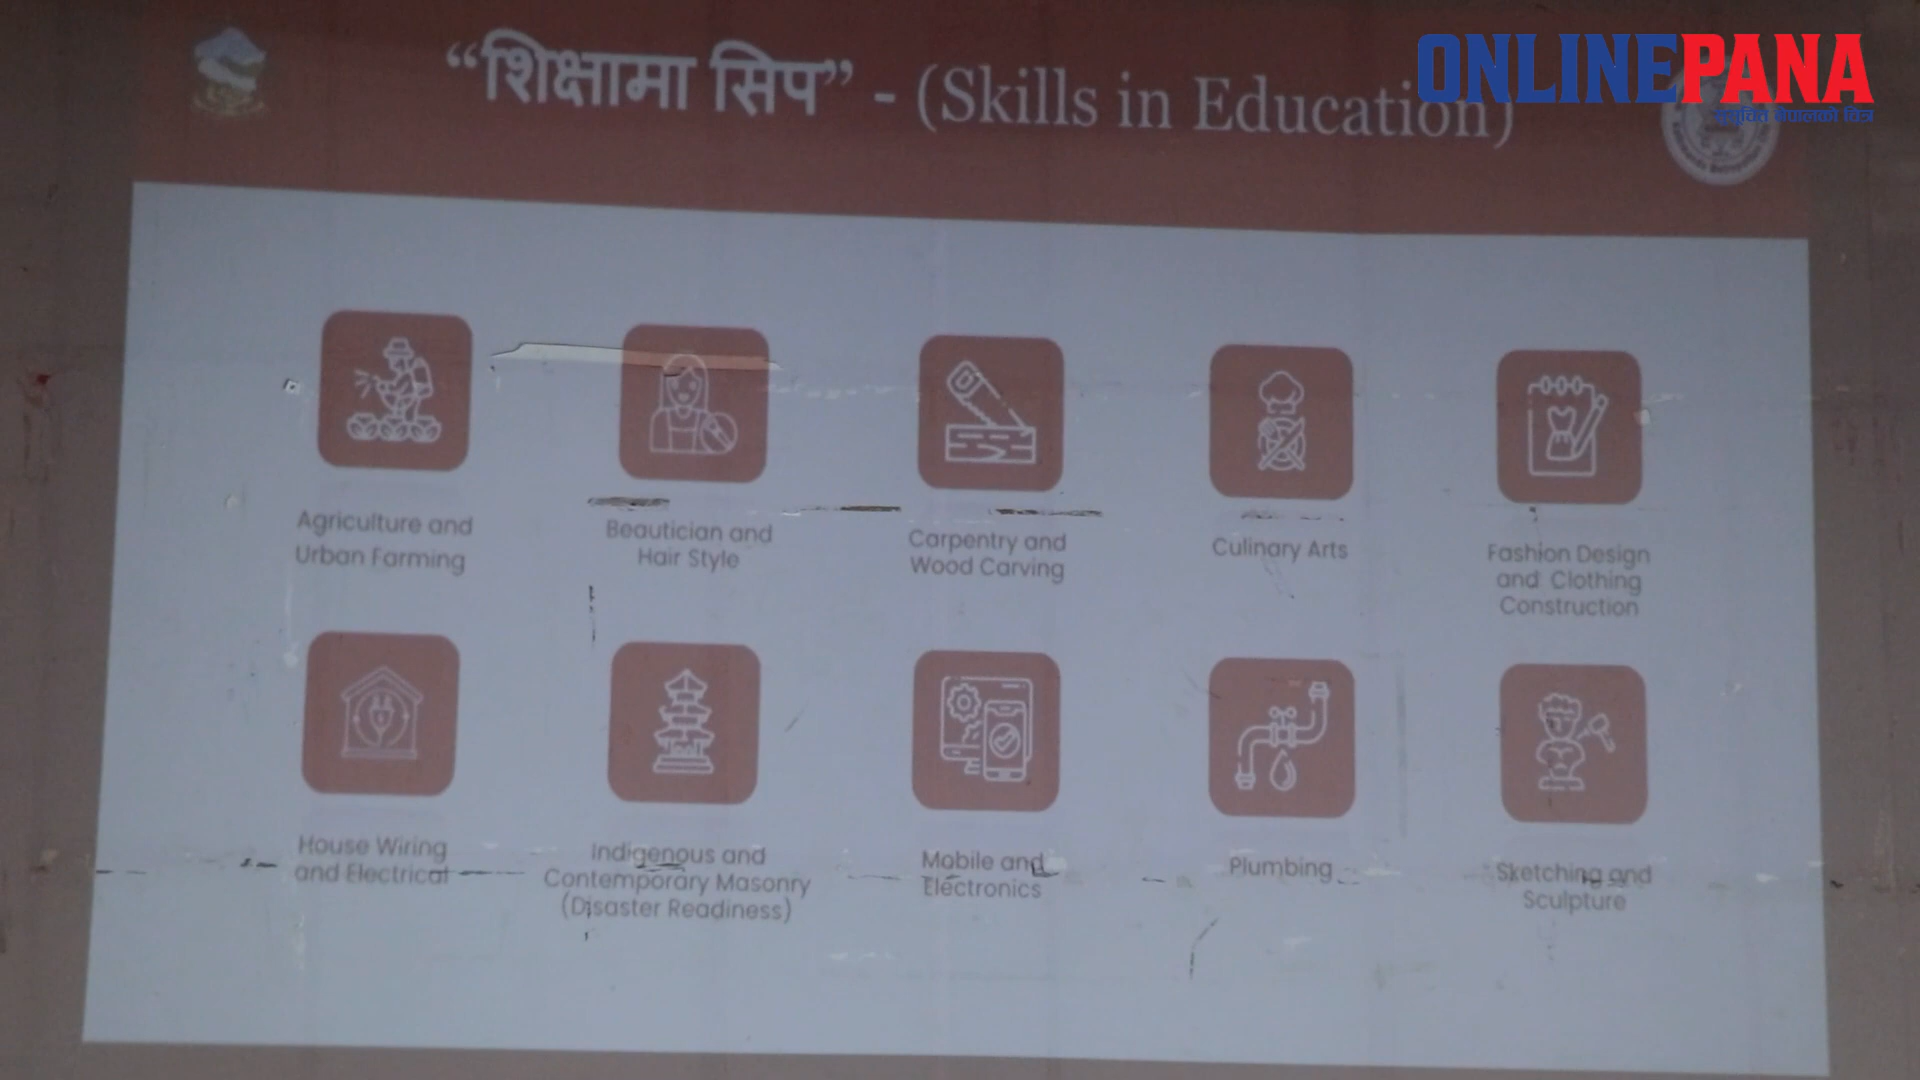 “शिक्षामा सिप” - (Skills in Education)
ONLINEPANA
Agriculture and
Urban Farming
Beautician and
Hair Style
Carpentry and
Wood Carving
Culinary Arts
Fashion Design
and Clothing
Construction
House Wiring
and Electrical
Indigenous and
Contemporary Masonry
(Disaster Readiness)
Mobile and
Electronics
Plumbing
Sketching and
Sculpture